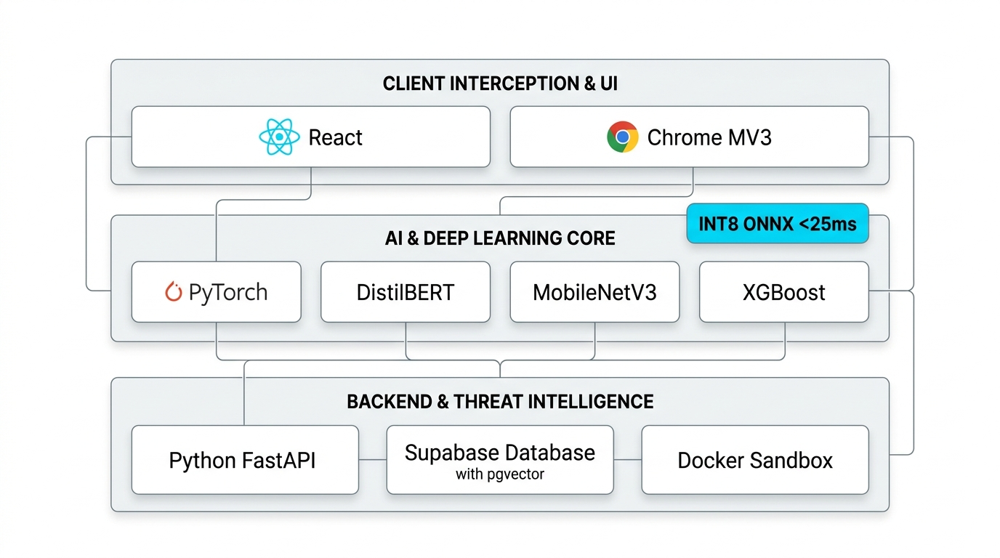 CLIENT INTERCEPTION & UI
React
Chrome MV3
INT8 ONNX <25ms
AI & DEEP LEARNING CORE
PyTorch
DistilBERT
MobileNetV3
XGBoost
BACKEND & THREAT INTELLIGENCE
Python FastAPI
Supabase Database
with pgvector
Docker Sandbox